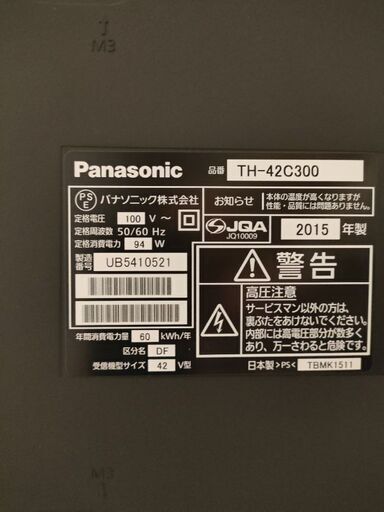 M3
Panasonic
品番 TH-42C300
PSE
パナソニック株式会社
お知らせ
本体の温度が高くなりますが
性能・品質には問題ありません。
定格電圧 100 V〜
定格周波数 50/60 Hz
定格消費電力 94 W
JQA
JQ10009
2015 年製
製造番号 UB5410521
警告
高圧注意
サービスマン以外の方は、
裏ぶたをあけないでください。
内部には高電圧部分が数多く
あり、万一さわると危険です。
年間消費電力量 60 kWh/年
区分名 DF
受信機型サイズ 42 V型
日本製 >PS< TBMK1511
M3